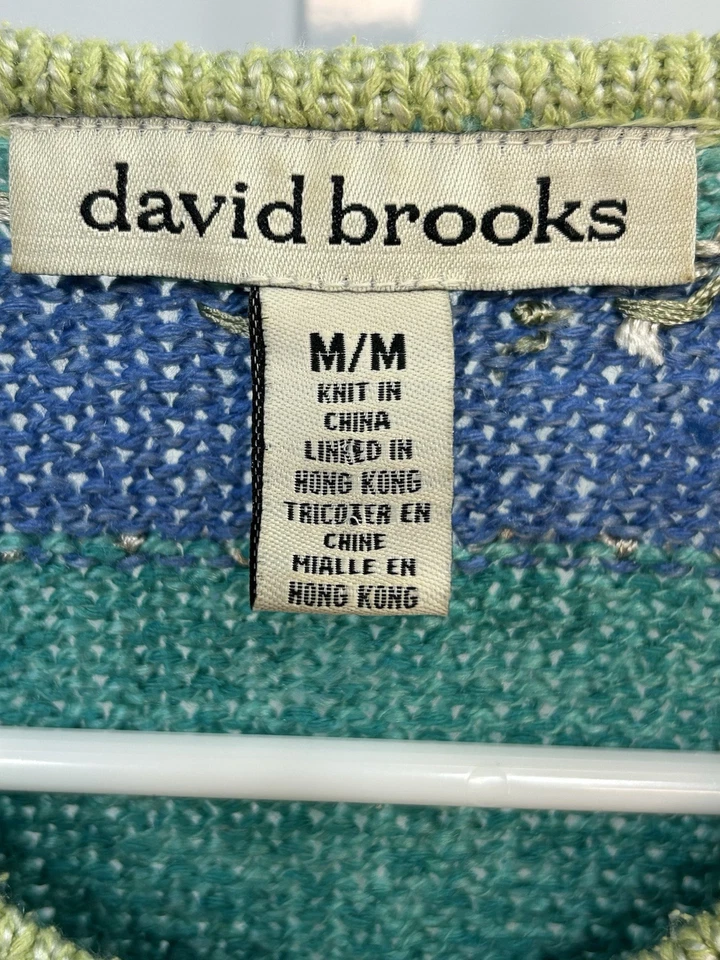 david brooks
M/M
KNIT IN
CHINA
LINKED IN
HONG KONG
TRICOTER EN
CHINE
MIALLE EN
HONG KONG